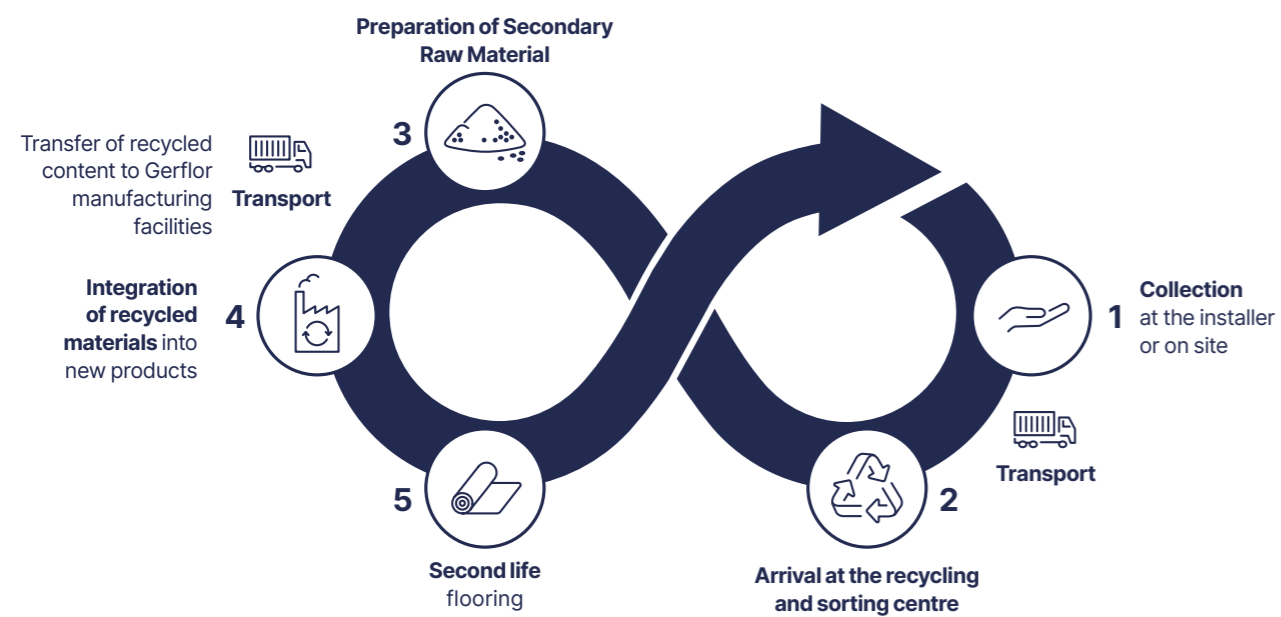 Preparation of Secondary
Raw Material
3
Transfer of recycled
content to Gerflor
manufacturing
facilities
Transport
Integration
of recycled
materials into
new products
4
1
Collection
at the installer
or on site
Transport
5
2
Second life
flooring
Arrival at the recycling
and sorting centre